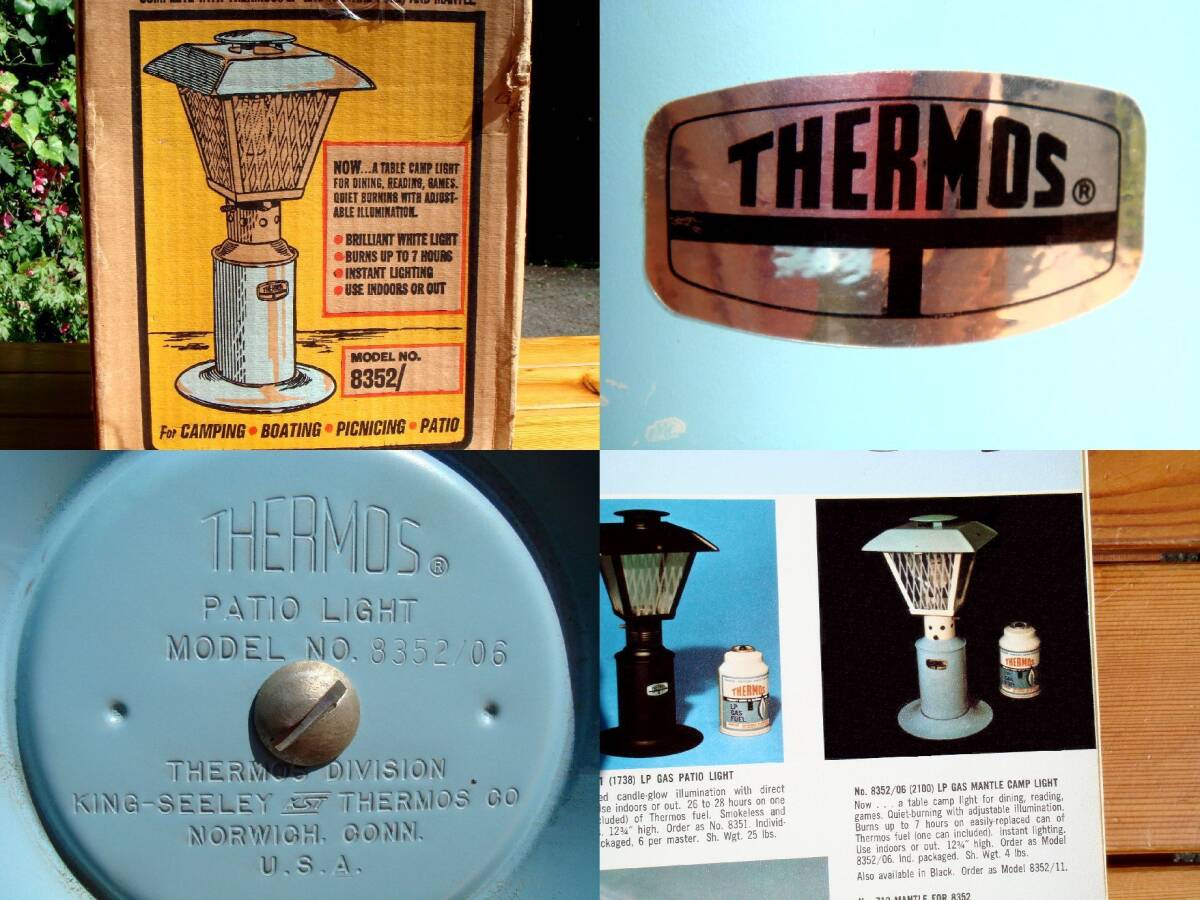 NOW...A TABLE CAMP LIGHT
FOR DINING, READING, GAMES.
QUIET BURNING WITH ADJUST-
ABLE ILLUMINATION.
BRILLIANT WHITE LIGHT
BURNS UP TO 7 HOURS
INSTANT LIGHTING
USE INDOORS OR OUT
THERMOS
MODEL NO.
8352/
For CAMPING • BOATING • PICNICING • PATIO
THERMOS®
THERMOS®
PATIO LIGHT
MODEL NO. 8352/06
THERMOS DIVISION
KING-SEELEY KST THERMOS CO
NORWICH. CONN.
U.S.A.
THERMOS
LP
GAS
FUEL
THERMOS
(1738) LP GAS PATIO LIGHT
ed candle-glow illumination with direct
use indoors or out. 26 to 28 hours on one
cluded) of Thermos fuel. Smokeless and
12¾" high. Order as No. 8351. Individ-
ckaged, 6 per master. Sh. Wgt. 25 lbs.
No. 8352/06 (2100) LP GAS MANTLE CAMP LIGHT
Now . . . a table camp light for dining, reading,
games. Quiet-burning with adjustable illumination.
Burns up to 7 hours on easily-replaced can of
Thermos fuel (one can included). Instant lighting.
Use indoors or out. 12¾" high. Order as Model
8352/06. Ind. packaged. Sh. Wgt. 4 lbs.
Also available in Black. Order as Model 8352/11.
MANTLE FOR 8352